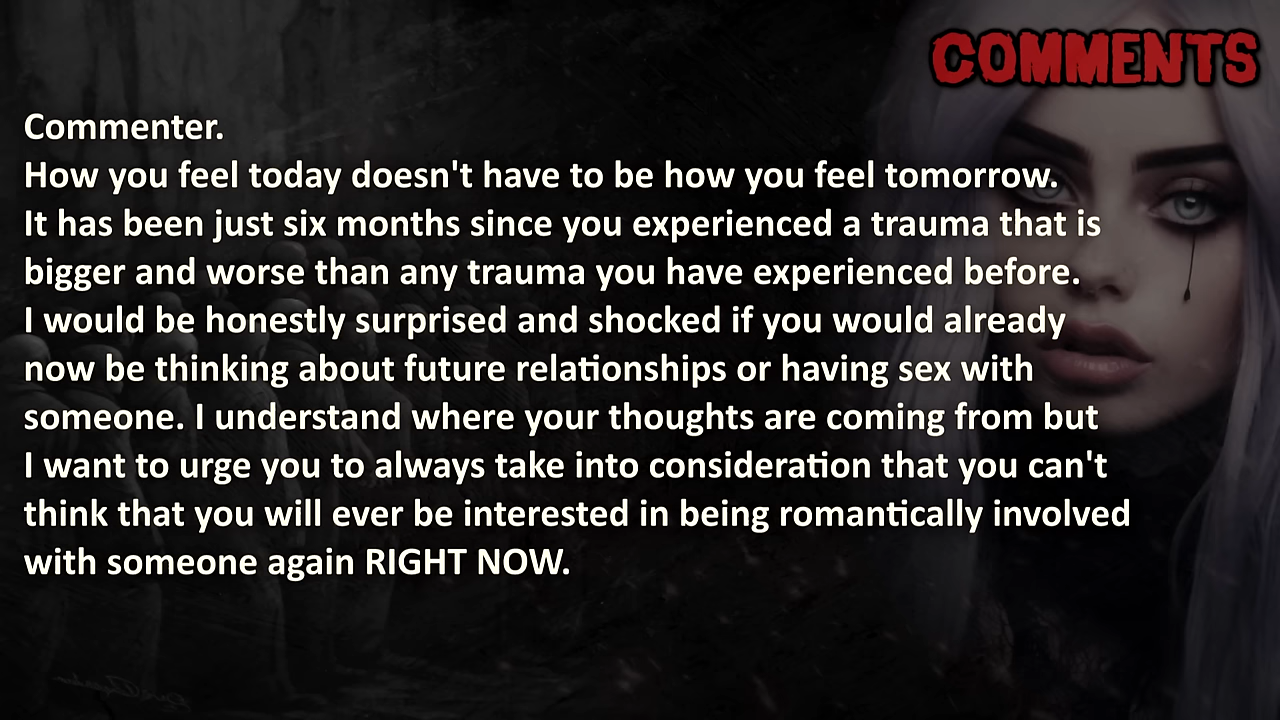 COMMENTS
Commenter.
How you feel today doesn't have to be how you feel tomorrow.
It has been just six months since you experienced a trauma that is
bigger and worse than any trauma you have experienced before.
I would be honestly surprised and shocked if you would already
now be thinking about future relationships or having sex with
someone. I understand where your thoughts are coming from but
I want to urge you to always take into consideration that you can't
think that you will ever be interested in being romantically involved
with someone again RIGHT NOW.